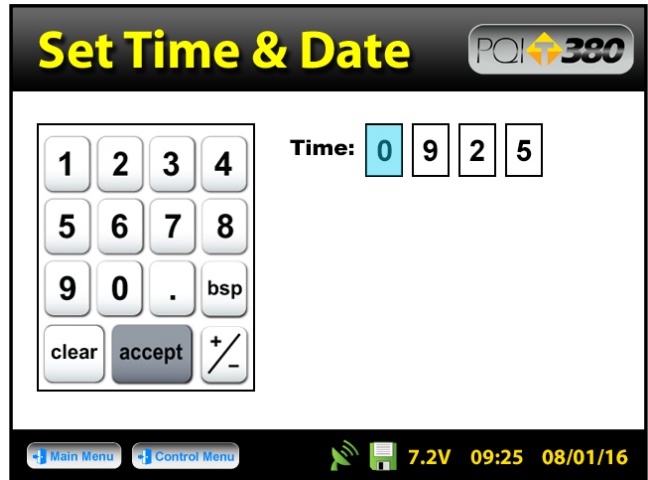 Set Time & Date
PQI T 380
Time: 0 9 2 5
1 2 3 4
5 6 7 8
9 0 . bsp
clear accept +/-
Main Menu Control Menu 7.2V 09:25 08/01/16